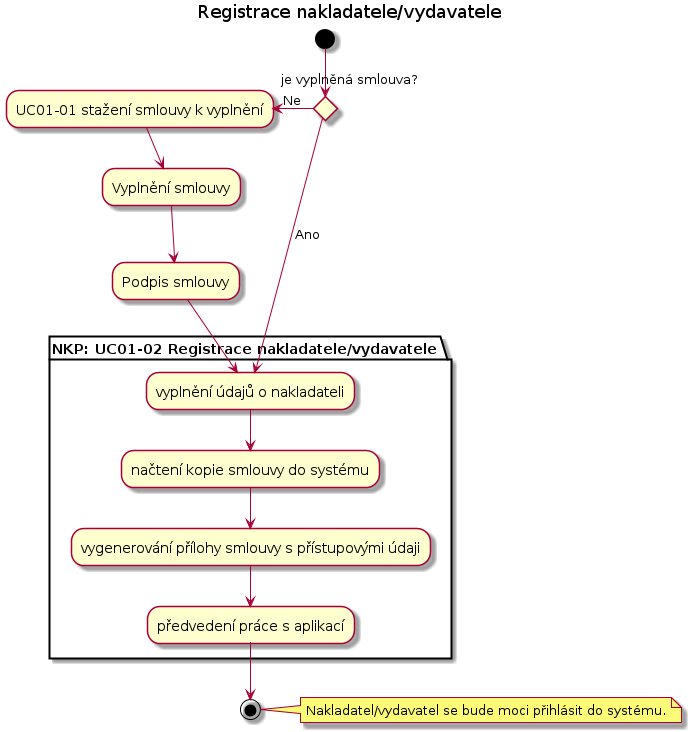 Registrace nakladatele/vydavatele
je vyplněná smlouva?
Ne
UC01-01 stažení smlouvy k vyplnění
Vyplnění smlouvy
Ano
Podpis smlouvy
NKP: UC01-02 Registrace nakladatele/vydavatele
vyplnění údajů o nakladateli
načtení kopie smlouvy do systému
vygenerování přílohy smlouvy s přístupovými údaji
předvedení práce s aplikací
Nakladatel/vydavatel se bude moci přihlásit do systému.